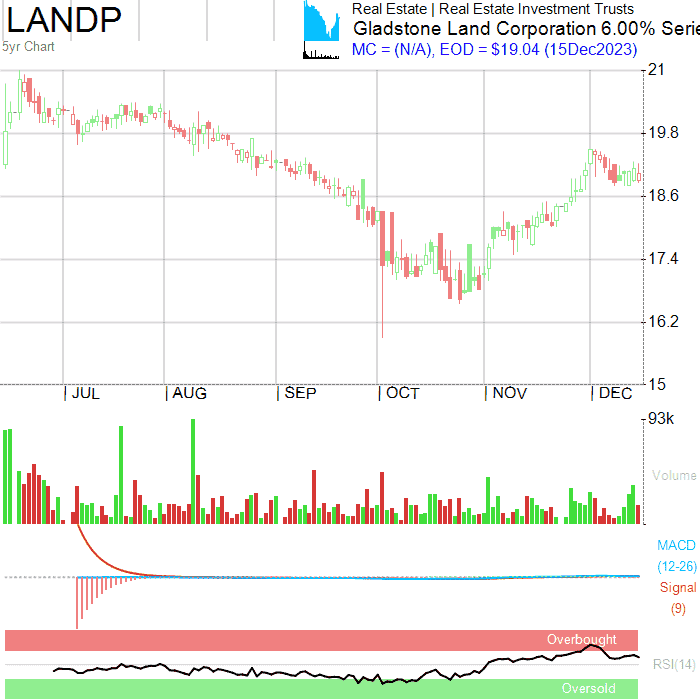 LANDP
5yr Chart
Real Estate | Real Estate Investment Trusts
Gladstone Land Corporation 6.00% Serie
MC = (N/A), EOD = $19.04 (15Dec2023)
21
19.8
18.6
17.4
16.2
15
JUL AUG SEP OCT NOV DEC
93k
Volume
MACD
(12-26)
Signal
(9)
Overbought
RSI(14)
Oversold